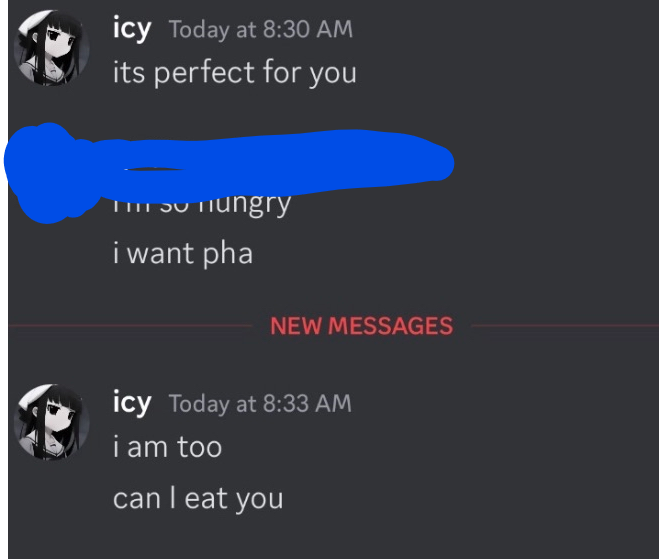 icy Today at 8:30 AM
its perfect for you
i'm so hungry
i want pha
NEW MESSAGES
icy Today at 8:33 AM
i am too
can I eat you